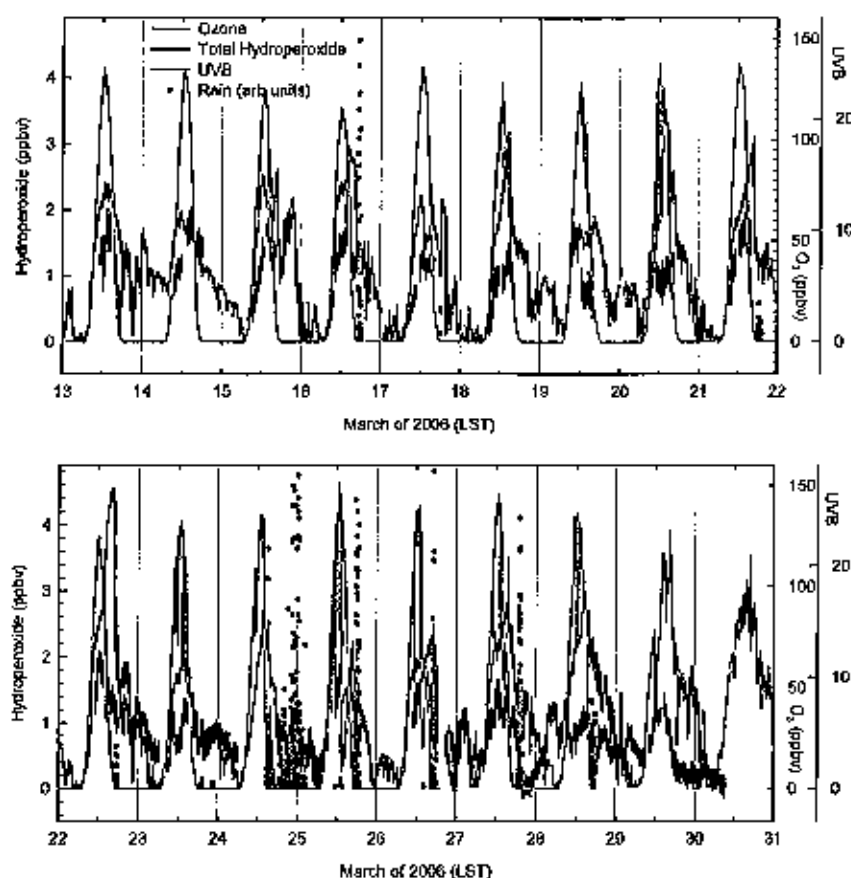 Ozone
Total Hydroperoxide
UVB
Rain (arb units)
Hydroperoxide (ppbv)
4
3
2
1
0
150
100
50
0
O₃ (ppbv)
UVB
20
10
0
13 14 15 16 17 18 19 20 21 22
March of 2006 (LST)
Hydroperoxide (ppbv)
4
3
2
1
0
150
100
50
0
O₃ (ppbv)
UVB
20
10
0
22 23 24 25 26 27 28 29 30 31
March of 2006 (LST)